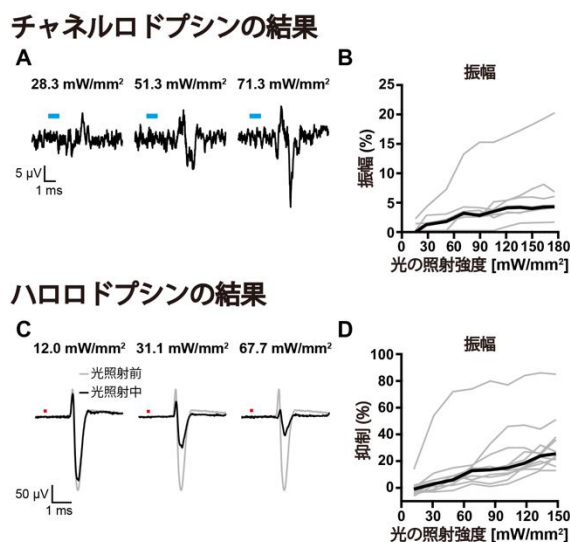 チャネルロドプシンの結果
A
28.3 mW/mm² 51.3 mW/mm² 71.3 mW/mm²
5 µV
1 ms
B
振幅
振幅 (%)
25
20
15
10
5
0
0 30 60 90 120 150 180
光の照射強度 [mW/mm²]
ハロロドプシンの結果
C
12.0 mW/mm² 31.1 mW/mm² 67.7 mW/mm²
光照射前
光照射中
50 µV
1 ms
D
振幅
抑制 (%)
100
80
60
40
20
0
0 30 60 90 120 150
光の照射強度 [mW/mm²]